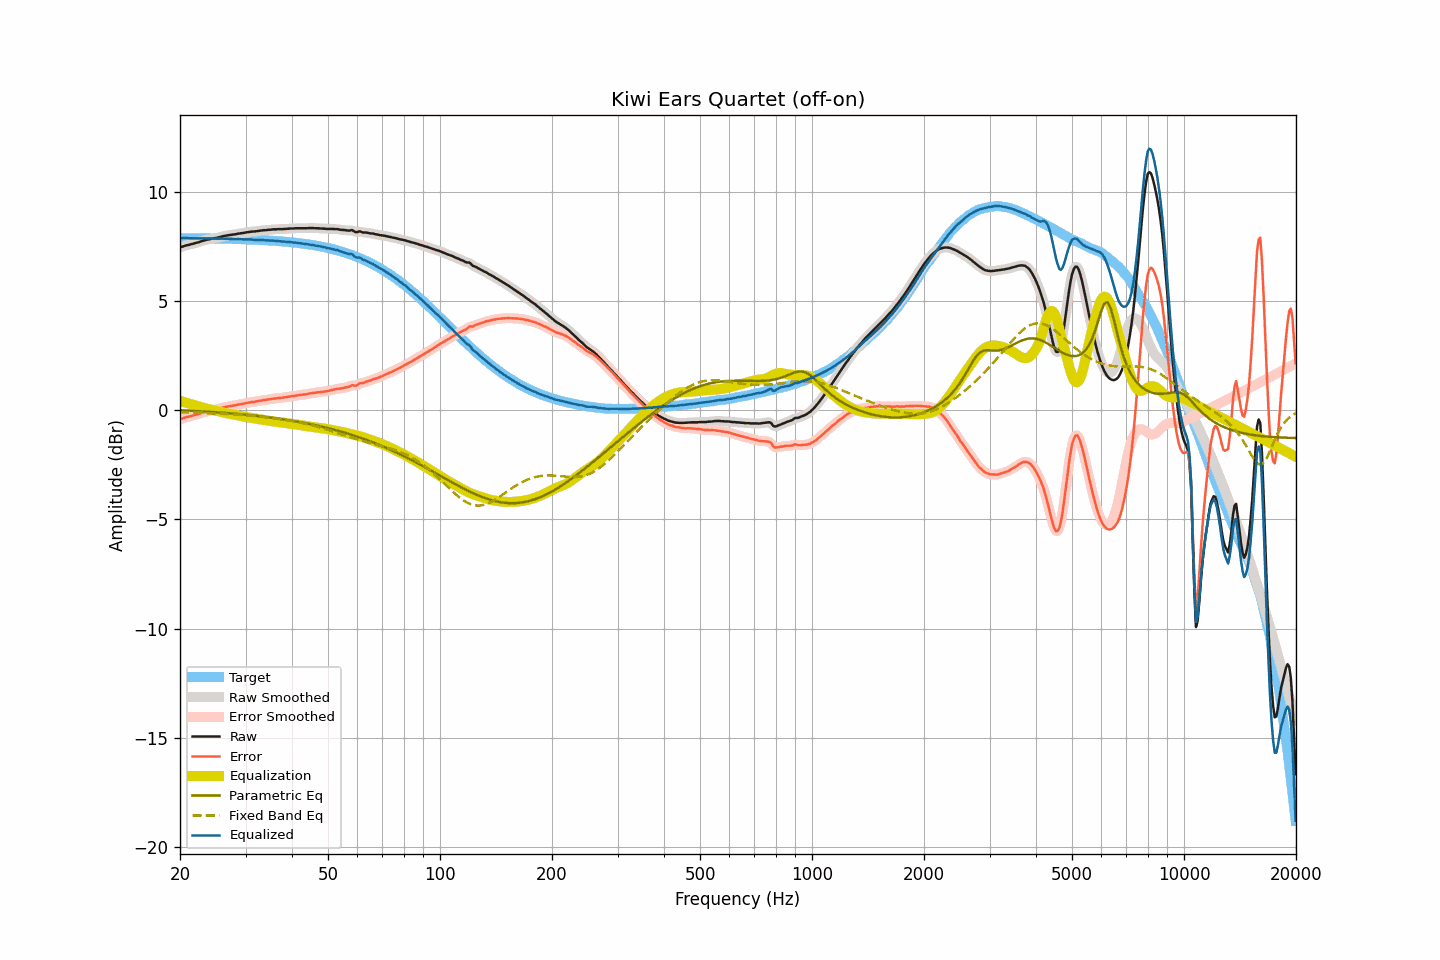 Kiwi Ears Quartet (off-on)
Amplitude (dBr)
10
5
0
−5
−10
−15
−20
Target
Raw Smoothed
Error Smoothed
Raw
Error
Equalization
Parametric Eq
Fixed Band Eq
Equalized
20 50 100 200 500 1000 2000 5000 10000 20000
Frequency (Hz)